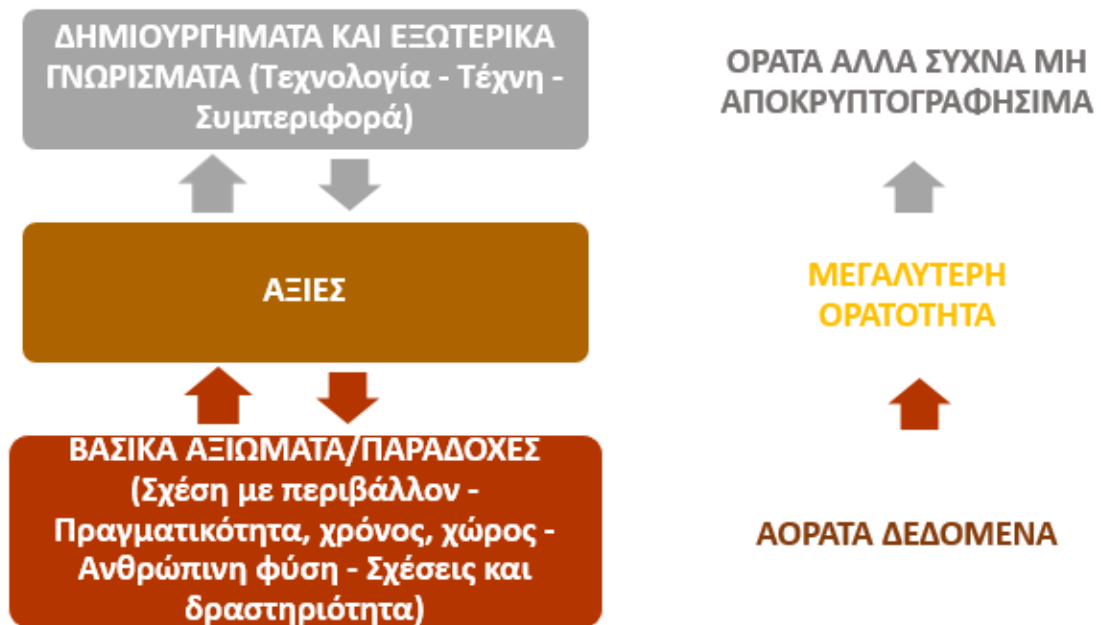 ΔΗΜΙΟΥΡΓΗΜΑΤΑ ΚΑΙ ΕΞΩΤΕΡΙΚΑ
ΓΝΩΡΙΣΜΑΤΑ (Τεχνολογία - Τέχνη -
Συμπεριφορά)
ΟΡΑΤΑ ΑΛΛΑ ΣΥΧΝΑ ΜΗ
ΑΠΟΚΡΥΠΤΟΓΡΑΦΗΣΙΜΑ
ΑΞΙΕΣ
ΜΕΓΑΛΥΤΕΡΗ
ΟΡΑΤΟΤΗΤΑ
ΒΑΣΙΚΑ ΑΞΙΩΜΑΤΑ/ΠΑΡΑΔΟΧΕΣ
(Σχέση με περιβάλλον -
Πραγματικότητα, χρόνος, χώρος -
Ανθρώπινη φύση - Σχέσεις και
δραστηριότητα)
ΑΟΡΑΤΑ ΔΕΔΟΜΕΝΑ